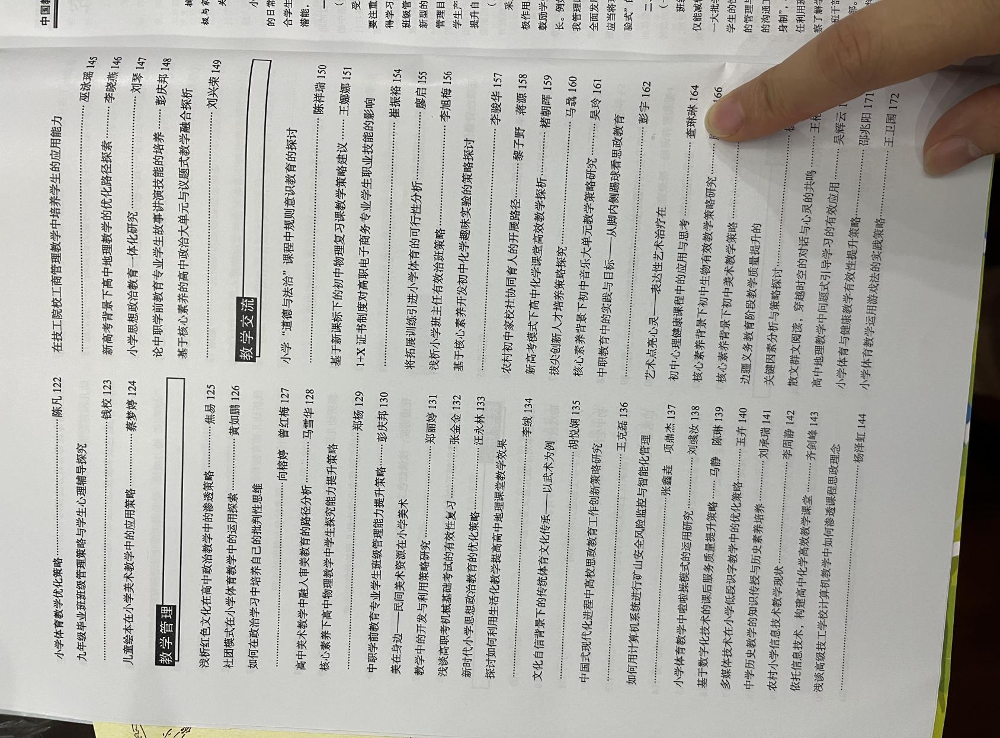 小学体育教学优化策略……陈凡 122
九年级毕业班班级管理策略与学生心理辅导探究
……钱校 123
儿童绘本在小学美术教学中的应用策略……蔡梦婷 124
教学管理
浅析红色文化在高中政治教学中的渗透策略……焦易 125
社团模式在小学体育教学中的运用探索……黄如鹏 126
如何在政治学习中培养自己的批判性思维
……向榕婷 曾红梅 127
高中美术教学中融入审美教育的路径分析……马雪华 128
核心素养下高中物理教学中学生探究能力提升策略
……郑杨 129
中职学前教育专业学生班级管理能力提升策略……彭庆邦 130
美在身边——民间美术资源在小学美术
教学中的开发与利用策略研究……郑丽婷 131
浅谈高职考机械基础考试的有效性复习……张金金 132
新时代小学思想政治教育的优化策略……汪永林 133
探讨如何利用生活化教学提高高中地理课堂教学效果
……李绒 134
文化自信背景下的传统体育文化传承——以武术为例
……胡悦娴 135
中国式现代化进程中高校思政教育工作创新策略研究
……王克磊 136
如何用计算机系统进行矿山安全风险监控与智能化管理
……张鑫垚 项鼎杰 137
小学体育教学中啦啦操模式的运用研究……刘彧汝 138
基于数字化技术的课后服务质量提升策略……马静 陈琳 139
多媒体技术在小学低段识字教学中的优化策略……王卉 140
中学历史教学的知识传授与历史素养培养……刘承瑞 141
农村小学信息技术教学现状……李周静 142
依托信息技术，构建高中化学高效教学课堂……齐剑峰 143
浅谈高级技工学校计算机教学中如何渗透课程思政理念
……杨泽虹 144
在技工院校工商管理教学中培养学生的应用能力
……巫泳瑶 145
新高考背景下高中地理教学的优化路径探索……李晓燕 146
小学思想政治教育一体化研究……刘琴 147
论中职学前教育专业学生故事讲演技能的培养……彭庆邦 148
基于核心素养的高中政治大单元与议题式教学融合探析
……刘兴荣 149
教学交流
小学“道德与法治”课程中规则意识教育的探讨
……陈祥瑞 150
基于新课标下的初中物理复习课教学策略建议……王娜娜 151
1+X 证书制度对高职电子商务专业学生职业技能的影响
……崔振裕 154
将拓展训练引进小学体育的可行性分析……廖启 155
浅析小学班主任有效治班策略……李旭梅 156
基于核心素养开发初中化学趣味实验的策略探讨
……李骏华 157
农村初中家校社协同育人的开展路径……黎子野 蒋源 158
新高考模式下高中化学课堂高效教学探析……褚朝晖 159
拔尖创新人才培养策略探究……马骉 160
核心素养背景下初中音乐大单元教学策略研究……吴玲 161
中职教育中的实践与目标——从脚内侧踢球看思政教育
……彭宇 162
艺术点亮心灵——表达性艺术治疗在
初中心理健康课程中的应用与思考……查琳琳 164
核心素养背景下初中生物有效教学策略研究……166
核心素养背景下初中美术教学策略……
边疆义务教育阶段教学质量提升的
关键因素分析与策略探讨……
散文群文阅读，穿越时空的对话与心灵的共鸣……王
高中地理教学中问题式引导学习的有效应用……吴辉云 1
小学体育与健康教学有效性提升策略……邵兆阳 171
小学体育教学运用游戏法的实践策略……王卫国 172